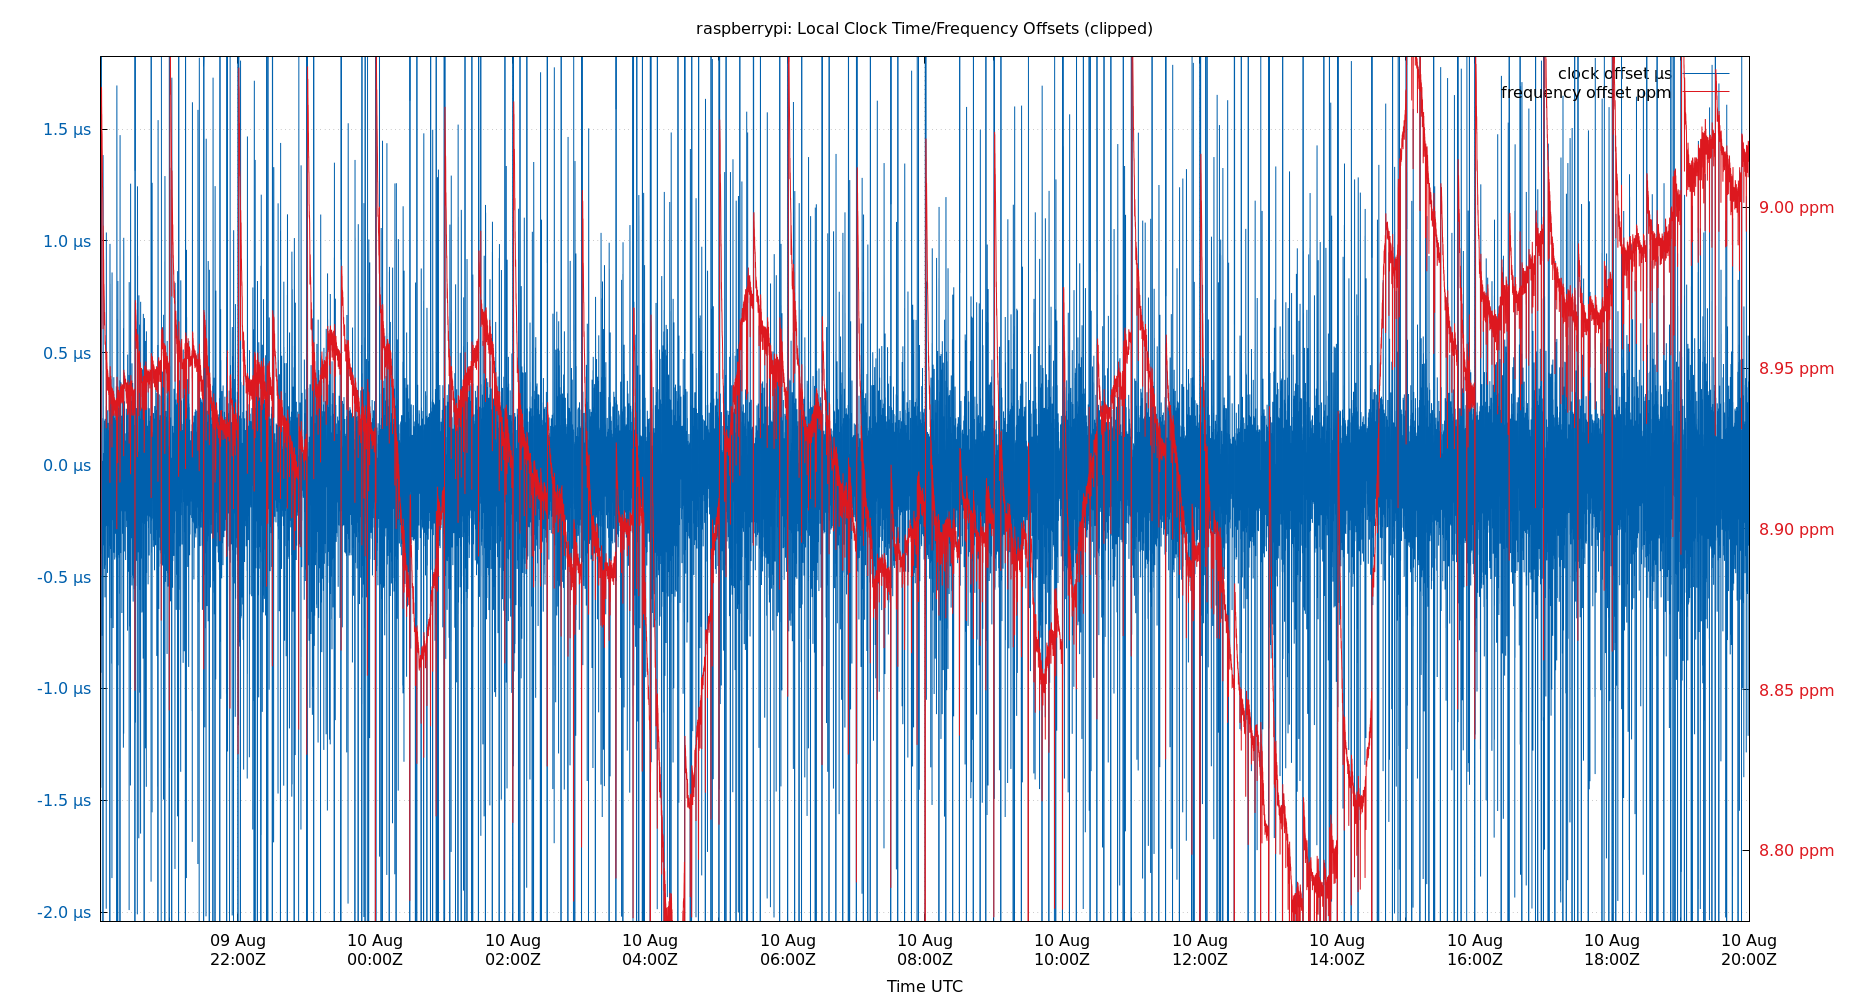 raspberrypi: Local Clock Time/Frequency Offsets (clipped)
clock offset µs
frequency offset ppm
1.5 µs
1.0 µs
0.5 µs
0.0 µs
-0.5 µs
-1.0 µs
-1.5 µs
-2.0 µs
9.00 ppm
8.95 ppm
8.90 ppm
8.85 ppm
8.80 ppm
09 Aug 10 Aug 10 Aug 10 Aug 10 Aug 10 Aug 10 Aug 10 Aug 10 Aug 10 Aug 10 Aug 10 Aug
22:00Z 00:00Z 02:00Z 04:00Z 06:00Z 08:00Z 10:00Z 12:00Z 14:00Z 16:00Z 18:00Z 20:00Z
Time UTC